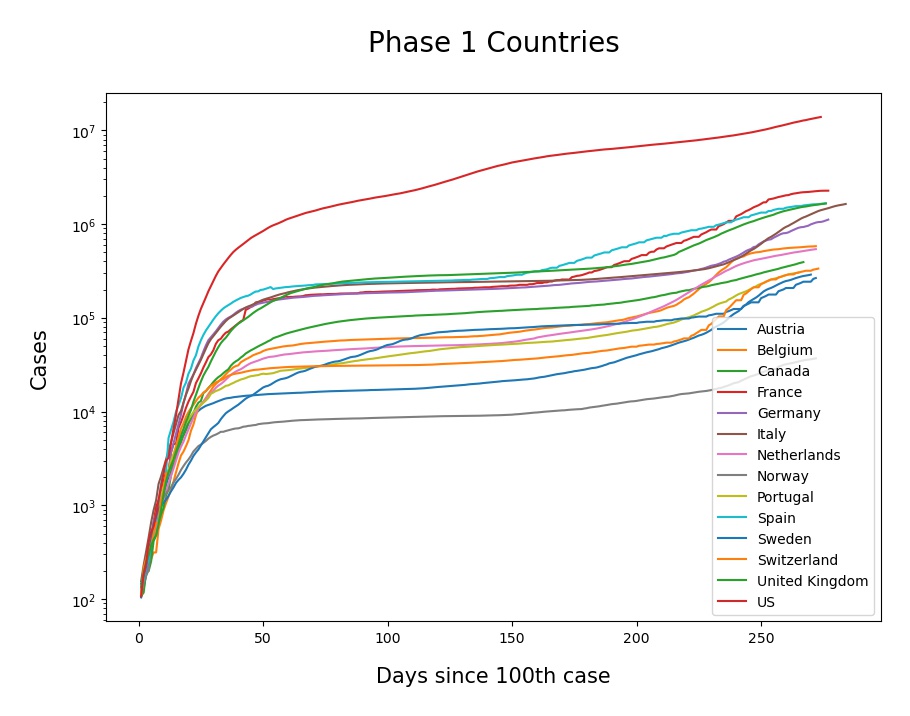 Phase 1 Countries
Cases
10^7
10^6
10^5
10^4
10^3
10^2
0 50 100 150 200 250
Days since 100th case
Austria
Belgium
Canada
France
Germany
Italy
Netherlands
Norway
Portugal
Spain
Sweden
Switzerland
United Kingdom
US